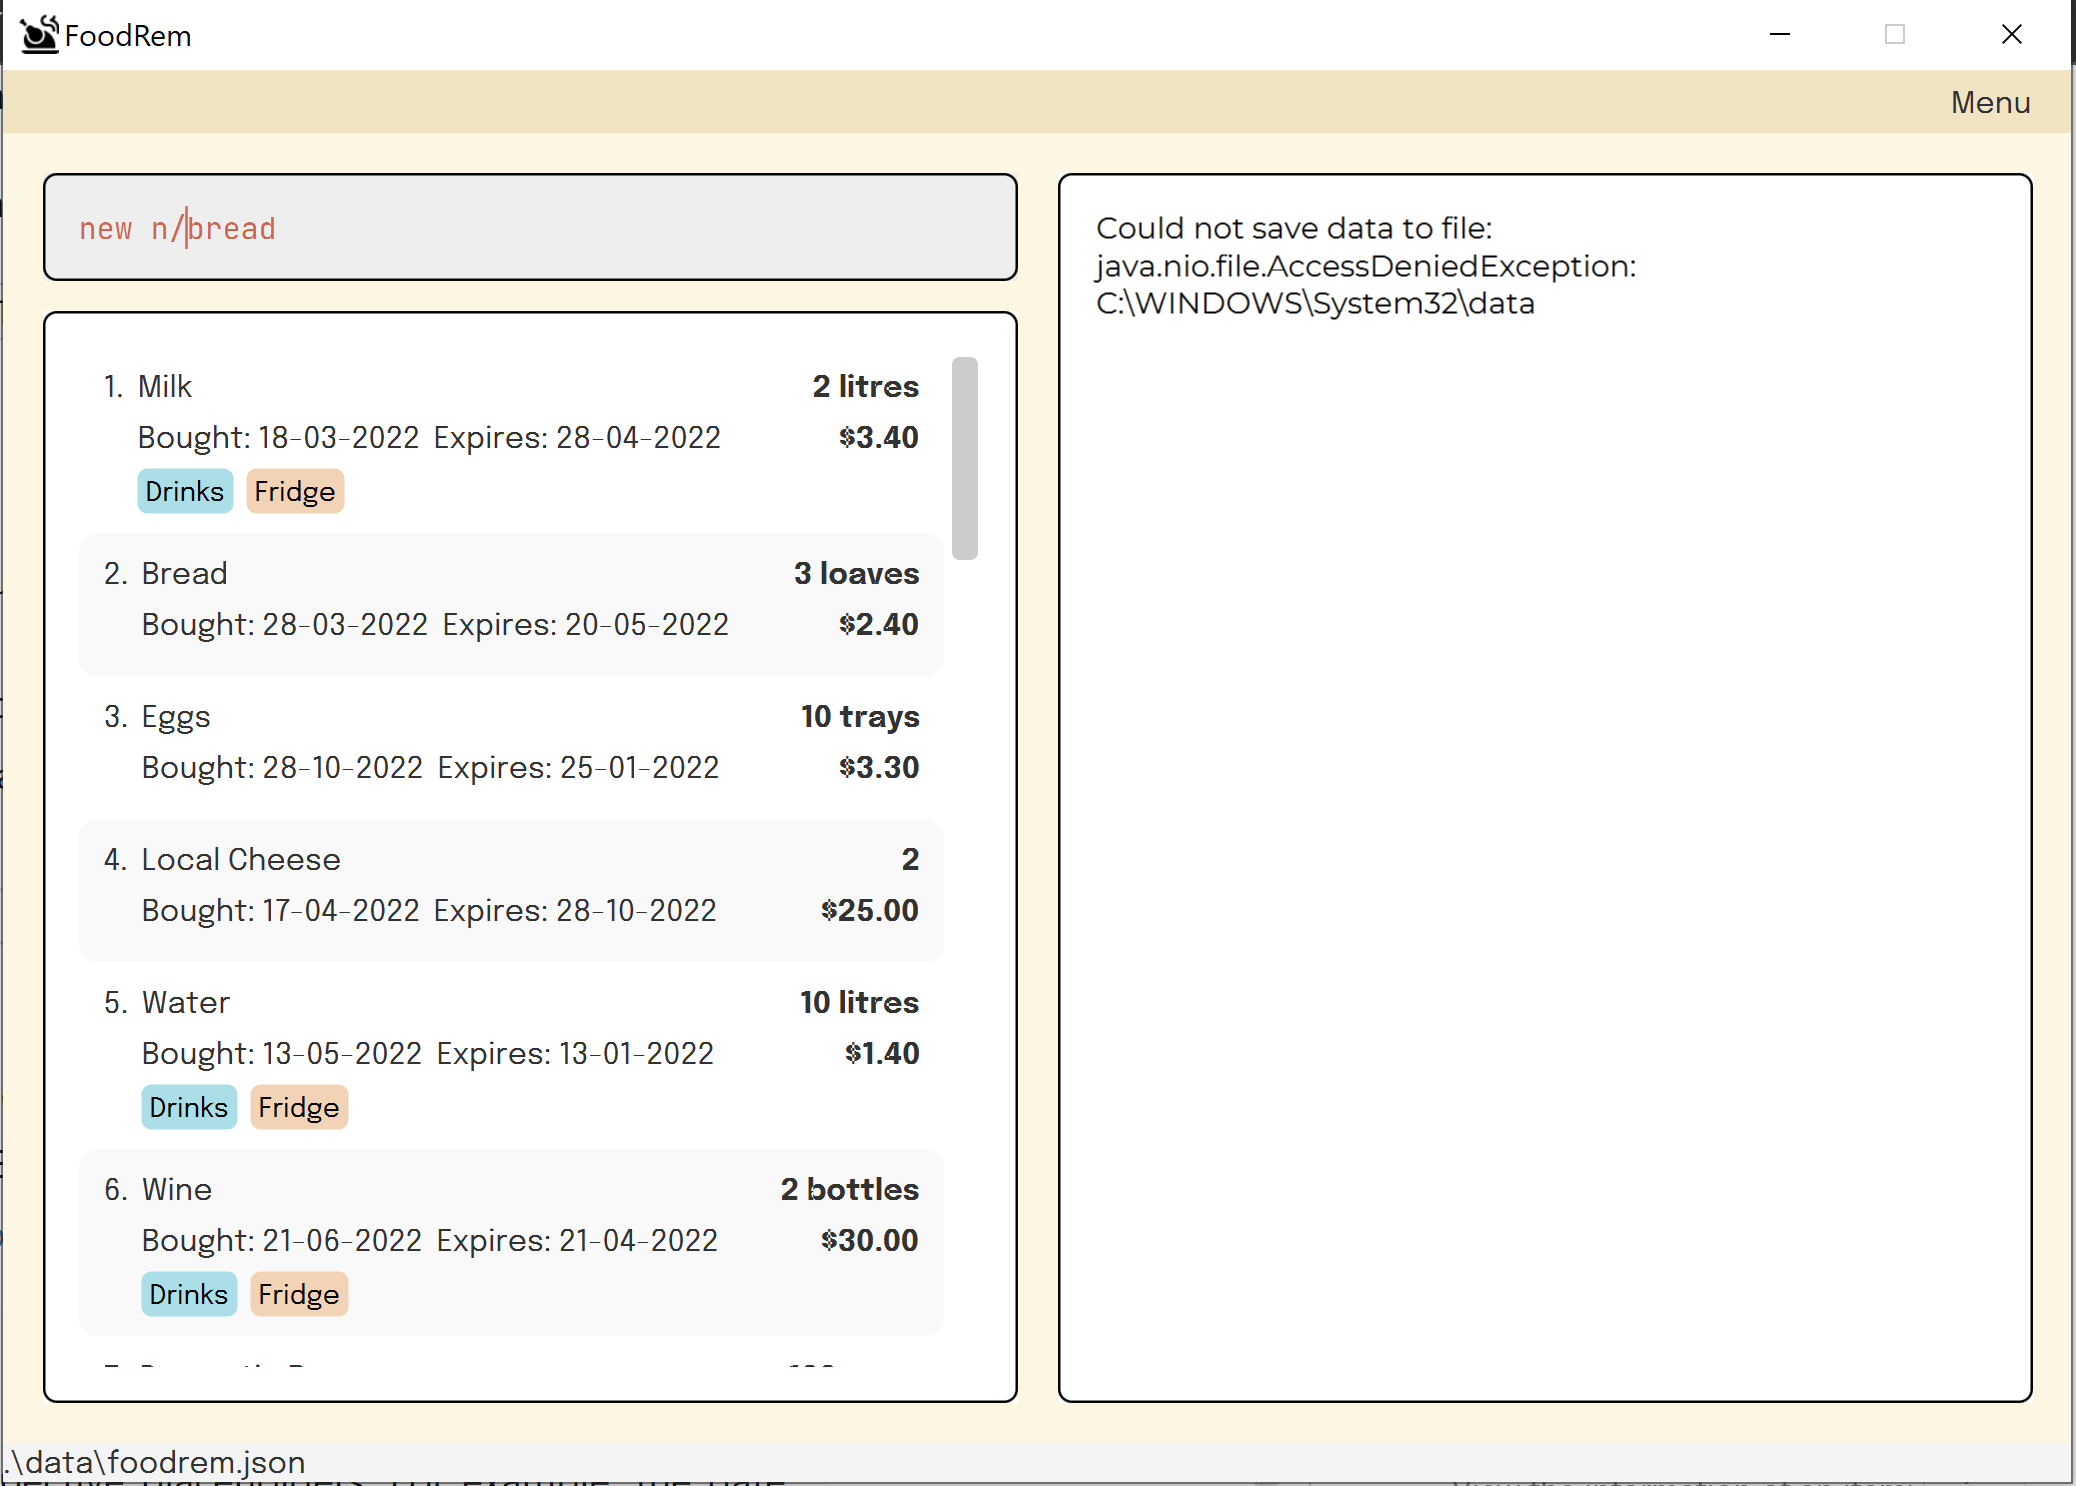 FoodRem
Menu
new n/bread
Could not save data to file:
java.nio.file.AccessDeniedException:
C:\WINDOWS\System32\data
1. Milk 2 litres
Bought: 18-03-2022 Expires: 28-04-2022 $3.40
Drinks Fridge
2. Bread 3 loaves
Bought: 28-03-2022 Expires: 20-05-2022 $2.40
3. Eggs 10 trays
Bought: 28-10-2022 Expires: 25-01-2022 $3.30
4. Local Cheese 2
Bought: 17-04-2022 Expires: 28-10-2022 $25.00
5. Water 10 litres
Bought: 13-05-2022 Expires: 13-01-2022 $1.40
Drinks Fridge
6. Wine 2 bottles
Bought: 21-06-2022 Expires: 21-04-2022 $30.00
Drinks Fridge
.\data\foodrem.json